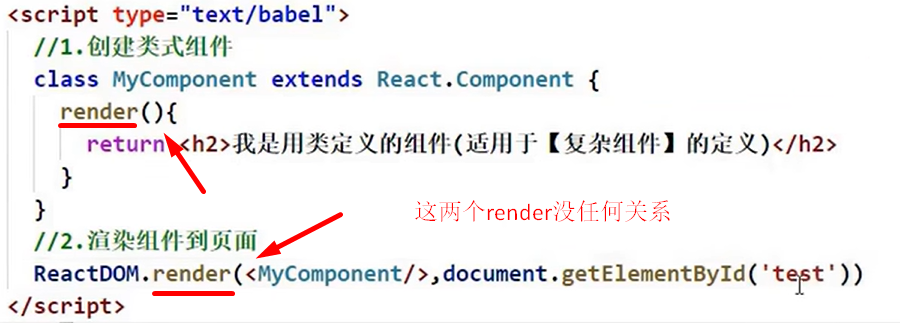 <script type="text/babel">
//1.创建类式组件
class MyComponent extends React.Component {
render(){
return <h2>我是用类定义的组件(适用于【复杂组件】的定义)</h2>
}
}
这两个render没任何关系
//2.渲染组件到页面
ReactDOM.render(<MyComponent/>,document.getElementById('test'))
</script>